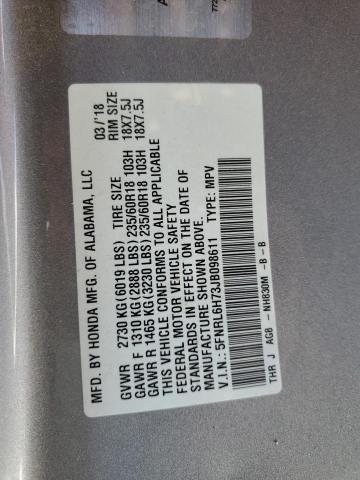 MFD. BY HONDA MFG. OF ALABAMA, LLC 03/'18
TIRE SIZE RIM SIZE
GVWR 2730 KG(6019 LBS)
GAWR F 1310 KG(2888 LBS)235/60R18 103H 18X7.5J
GAWR R 1465 KG(3230 LBS)235/60R18 103H 18X7.5J
THIS VEHICLE CONFORMS TO ALL APPLICABLE
FEDERAL MOTOR VEHICLE SAFETY
STANDARDS IN EFFECT ON THE DATE OF
MANUFACTURE SHOWN ABOVE.
V.I.N.: 5FNRL6H73JB098611 TYPE: MPV
THR J AG8 - NH830M - B - B